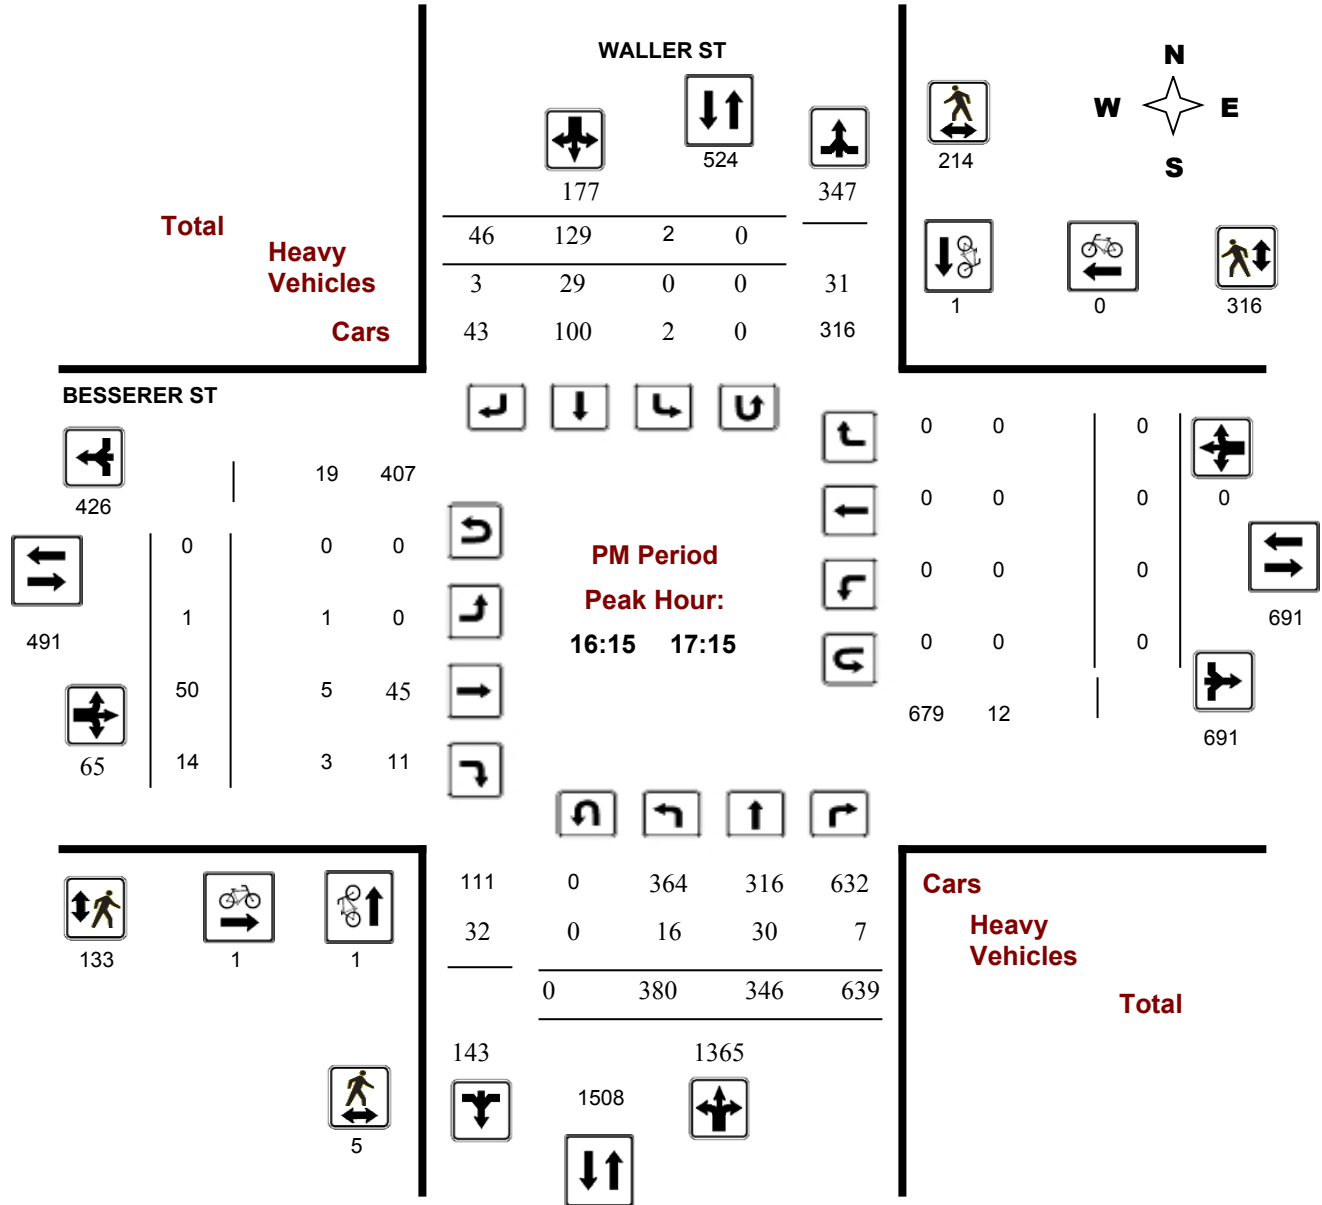 WALLER ST
N
W E
S
524
214
177 347
Total
46 129 2 0
Heavy
Vehicles
3 29 0 0 31
1 0 316
Cars
43 100 2 0 316
BESSERER ST
0 0 0
19 407
426
0 0 0 0
0 0 0
PM Period
0 0 0
Peak Hour:
1 1 0
691
491
16:15 17:15
0 0 0
50 5 45
679 12
691
65 14 3 11
111 0 364 316 632
Cars
32 0 16 30 7
Heavy
Vehicles
133 1 1
0 380 346 639
Total
143 1365
1508
5